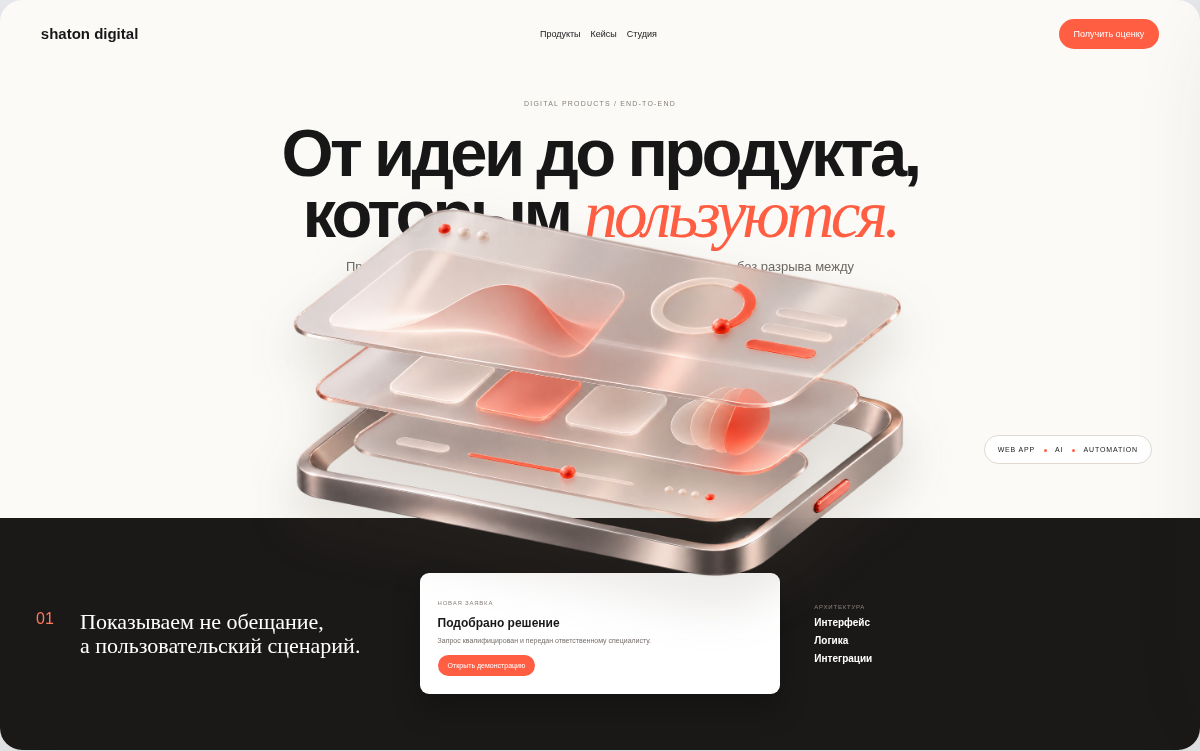 shaton digital
Продукты Кейсы Студия
Получить оценку
DIGITAL PRODUCTS / END-TO-END
От идеи до продукта,
которым пользуются.
без разрыва между
WEB APP • AI • AUTOMATION
01
Показываем не обещание,
а пользовательский сценарий.
НОВАЯ ЗАЯВКА
Подобрано решение
Запрос квалифицирован и передан ответственному специалисту.
Открыть демонстрацию
АРХИТЕКТУРА
Интерфейс
Логика
Интеграции